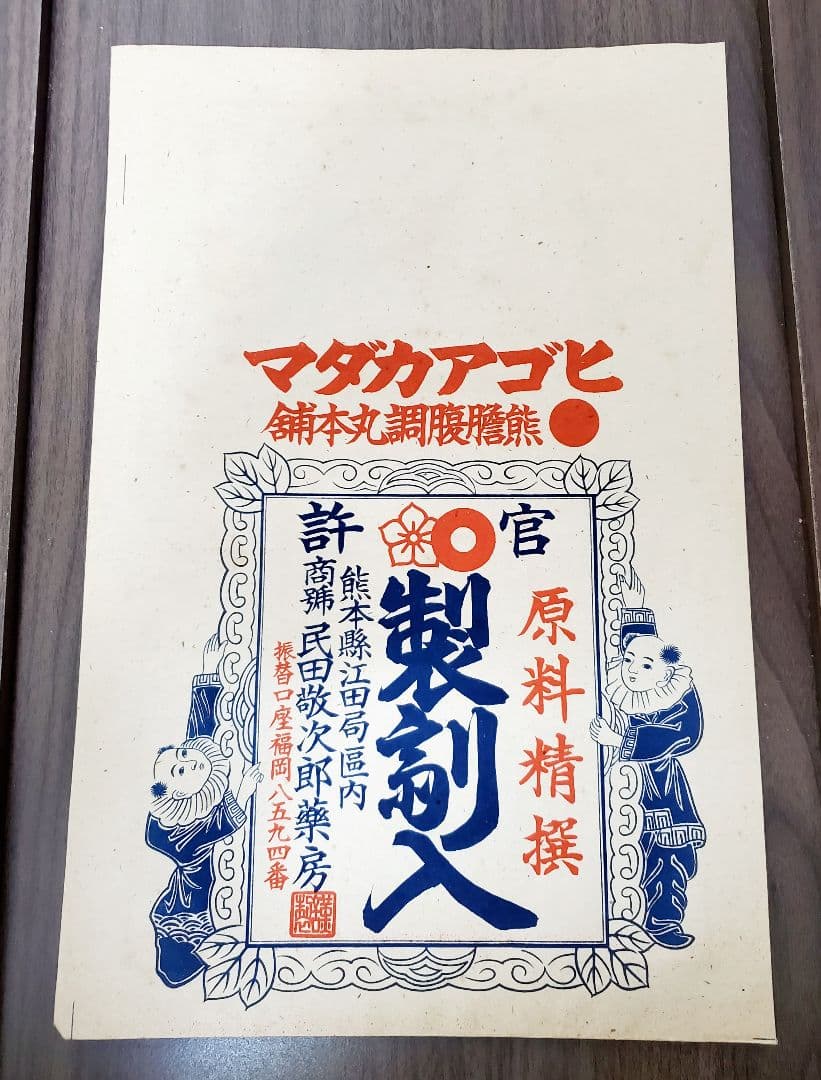 ヒゴアカダマ
熊膽腹調丸本舖
官許
原料精撰
製剤入
熊本縣江田局區内
商號 民田敬次郎藥房
振替口座福岡八五九四番